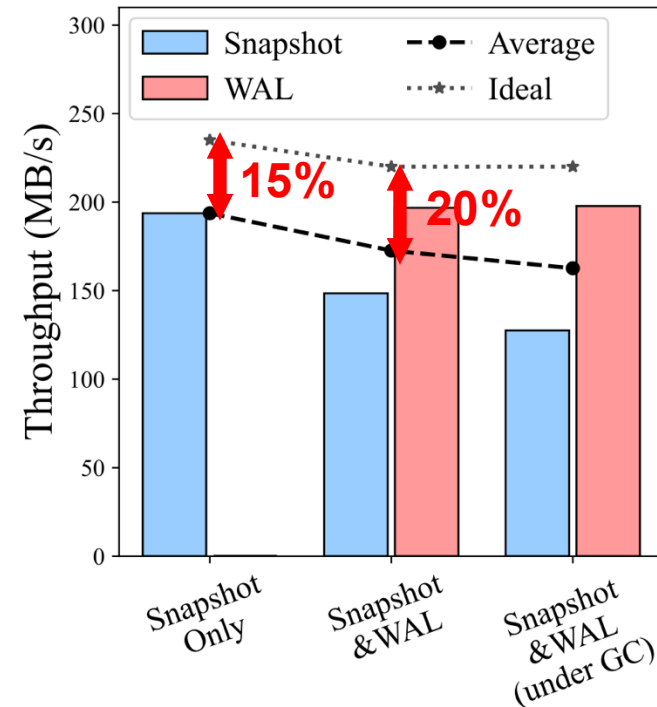 300
250
200
150
100
50
0
Throughput (MB/s)
Snapshot
WAL
Average
Ideal
15%
20%
Snapshot
Only
Snapshot
&WAL
Snapshot
&WAL
(under GC)